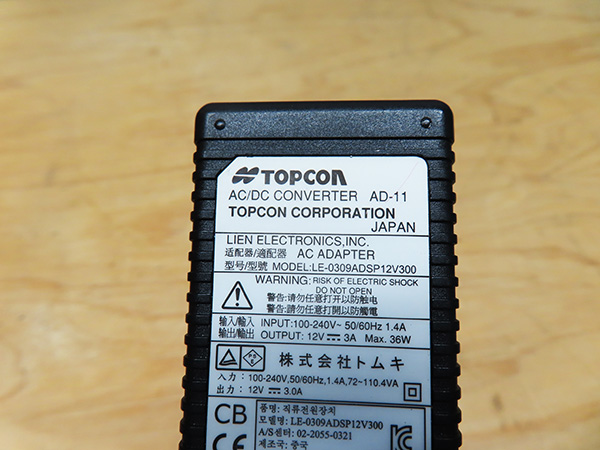 TOPCON
AC/DC CONVERTER AD-11
TOPCON CORPORATION
JAPAN
LIEN ELECTRONICS,INC.
适配器/適配器 AC ADAPTER
型号/型號 MODEL:LE-0309ADSP12V300
WARNING: RISK OF ELECTRIC SHOCK
DO NOT OPEN
警告:请勿任意打开以防触电
警告:請勿任意打開以防觸電
输入/輸入 INPUT:100-240V~ 50/60Hz 1.4A
输出/輸出 OUTPUT: 12V ⎓ 3A Max. 36W
株式会社トムキ
入力：100-240V,50/60Hz,1.4A,72~110.4VA
出力：12V ⎓ 3.0A
CB
품명: 직류전원장치
모델명: LE-0309ADSP12V300
A/S센터: 02-2055-0321
제조국: 중국
CE